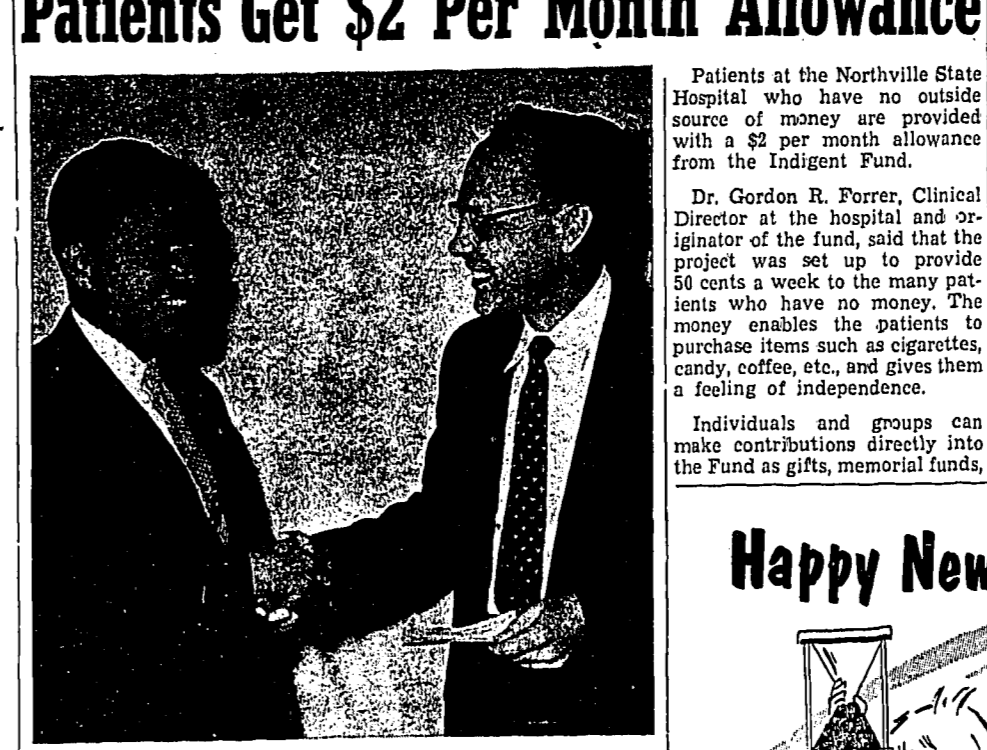 Patients Get $2 Per Month Allowance
Patients at the Northville State
Hospital who have no outside
source of money are provided
with a $2 per month allowance
from the Indigent Fund.
Dr. Gordon R. Forrer, Clinical
Director at the hospital and or-
iginator of the fund, said that the
project was set up to provide
50 cents a week to the many pat-
ients who have no money. The
money enables the patients to
purchase items such as cigarettes,
candy, coffee, etc., and gives them
a feeling of independence.
Individuals and groups can
make contributions directly into
the Fund as gifts, memorial funds,
Happy New